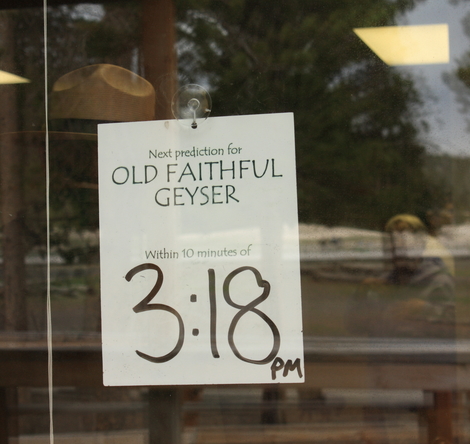 Next prediction for
OLD FAITHFUL
GEYSER
Within 10 minutes of
3:18
PM